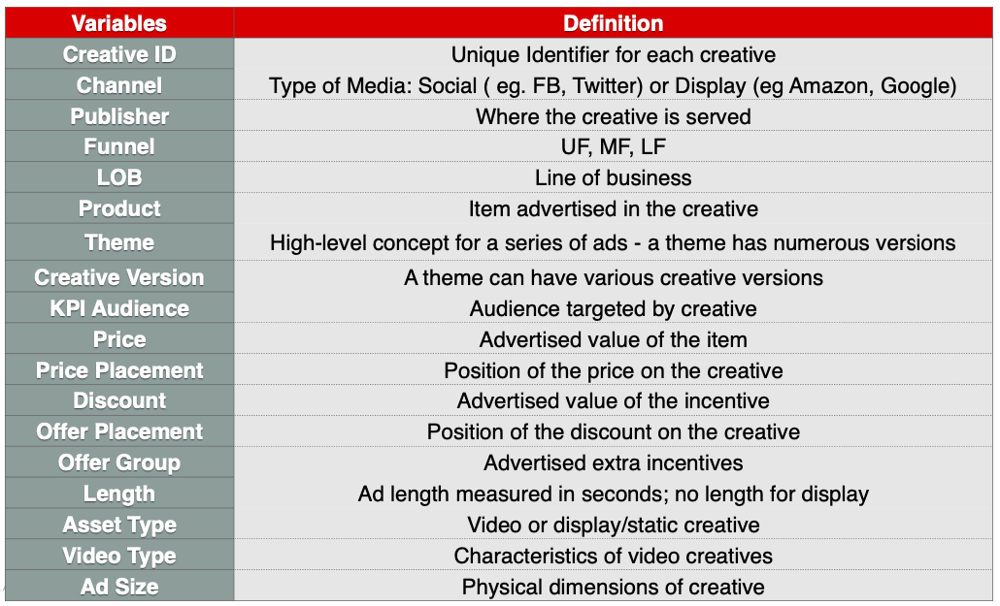 Variables Definition
Creative ID Unique Identifier for each creative
Channel Type of Media: Social ( eg. FB, Twitter) or Display (eg Amazon, Google)
Publisher Where the creative is served
Funnel UF, MF, LF
LOB Line of business
Product Item advertised in the creative
Theme High-level concept for a series of ads - a theme has numerous versions
Creative Version A theme can have various creative versions
KPI Audience Audience targeted by creative
Price Advertised value of the item
Price Placement Position of the price on the creative
Discount Advertised value of the incentive
Offer Placement Position of the discount on the creative
Offer Group Advertised extra incentives
Length Ad length measured in seconds; no length for display
Asset Type Video or display/static creative
Video Type Characteristics of video creatives
Ad Size Physical dimensions of creative